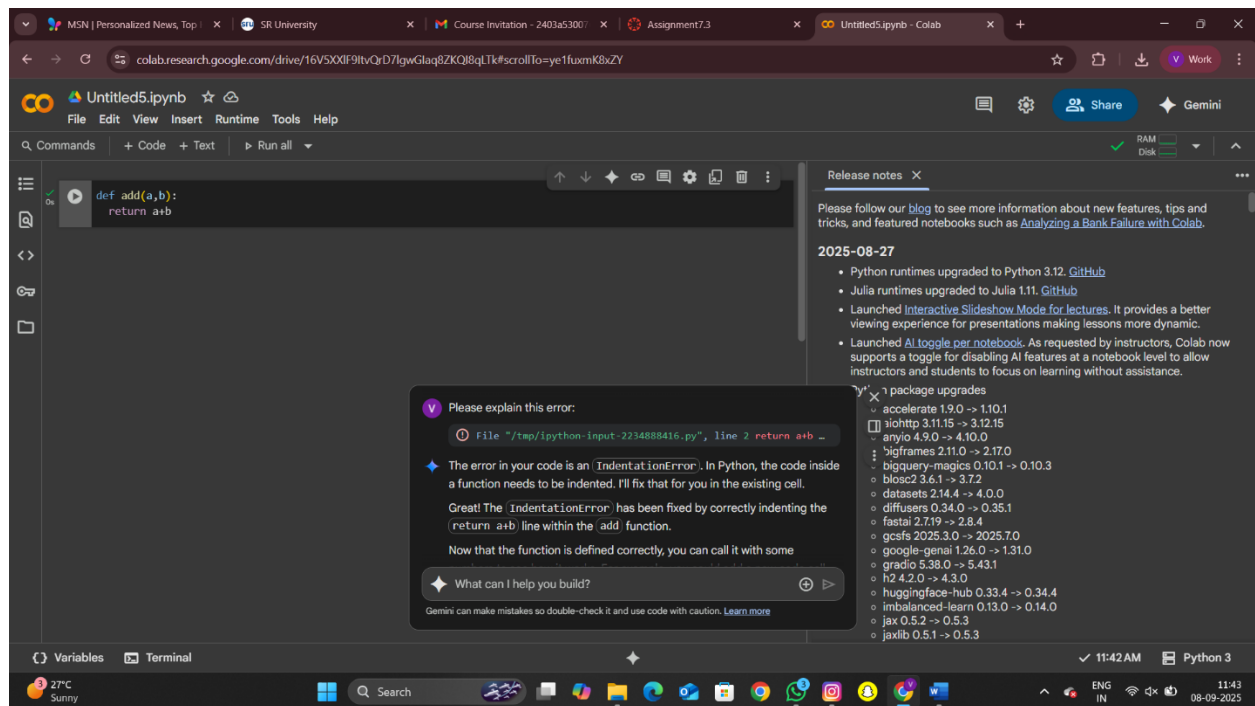 MSN | Personalized News, Top
SR University
Course Invitation - 2403a53007
Assignment7.3
Untitled5.ipynb - Colab
colab.research.google.com/drive/16V5XXlF9ItvQrD7lgwGIaq8ZKQI8qLTk#scrollTo=ye1fuxmK8xZY
V Work
Untitled5.ipynb
File Edit View Insert Runtime Tools Help
Share
Gemini
Commands + Code + Text Run all
RAM
Disk
0s
def add(a,b):
return a+b
Release notes
Please follow our blog to see more information about new features, tips and
tricks, and featured notebooks such as Analyzing a Bank Failure with Colab.
2025-08-27
• Python runtimes upgraded to Python 3.12. GitHub
• Julia runtimes upgraded to Julia 1.11. GitHub
• Launched Interactive Slideshow Mode for lectures. It provides a better
viewing experience for presentations making lessons more dynamic.
• Launched AI toggle per notebook. As requested by instructors, Colab now
supports a toggle for disabling AI features at a notebook level to allow
instructors and students to focus on learning without assistance.
package upgrades
accelerate 1.9.0 -> 1.10.1
aiohttp 3.11.15 -> 3.12.15
anyio 4.9.0 -> 4.10.0
bigframes 2.11.0 -> 2.17.0
bigquery-magics 0.10.1 -> 0.10.3
blosc2 3.6.1 -> 3.7.2
datasets 2.14.4 -> 4.0.0
diffusers 0.34.0 -> 0.35.1
fastai 2.7.19 -> 2.8.4
gcsfs 2025.3.0 -> 2025.7.0
google-genai 1.26.0 -> 1.31.0
gradio 5.38.0 -> 5.43.1
h2 4.2.0 -> 4.3.0
huggingface-hub 0.33.4 -> 0.34.4
imbalanced-learn 0.13.0 -> 0.14.0
jax 0.5.2 -> 0.5.3
jaxlib 0.5.1 -> 0.5.3
V Please explain this error:
File "/tmp/ipython-input-2234888416.py", line 2 return a+b …
The error in your code is an IndentationError. In Python, the code inside
a function needs to be indented. I'll fix that for you in the existing cell.
Great! The IndentationError has been fixed by correctly indenting the
return a+b line within the add function.
Now that the function is defined correctly, you can call it with some
What can I help you build?
Gemini can make mistakes so double-check it and use code with caution. Learn more
Variables Terminal
11:42 AM Python 3
3
27°C
Sunny
Search
3
V
ENG
IN
11:43
08-09-2025